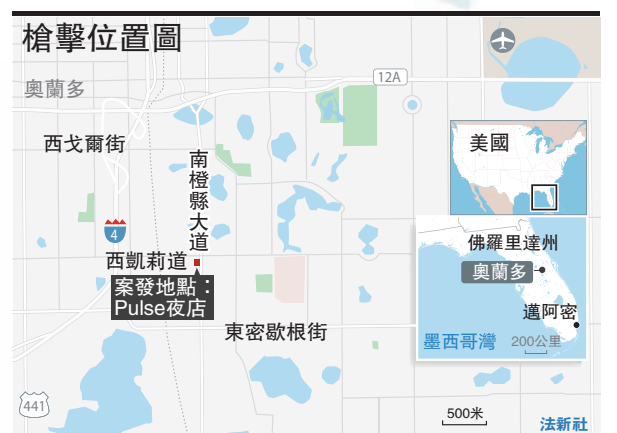 槍擊位置圖
奧蘭多
12A
西戈爾街
南橙縣大道
4
西凱莉道
案發地點：
Pulse夜店
東密歇根街
441
美國
佛羅里達州
奧蘭多
邁阿密
墨西哥灣
200公里
500米
法新社